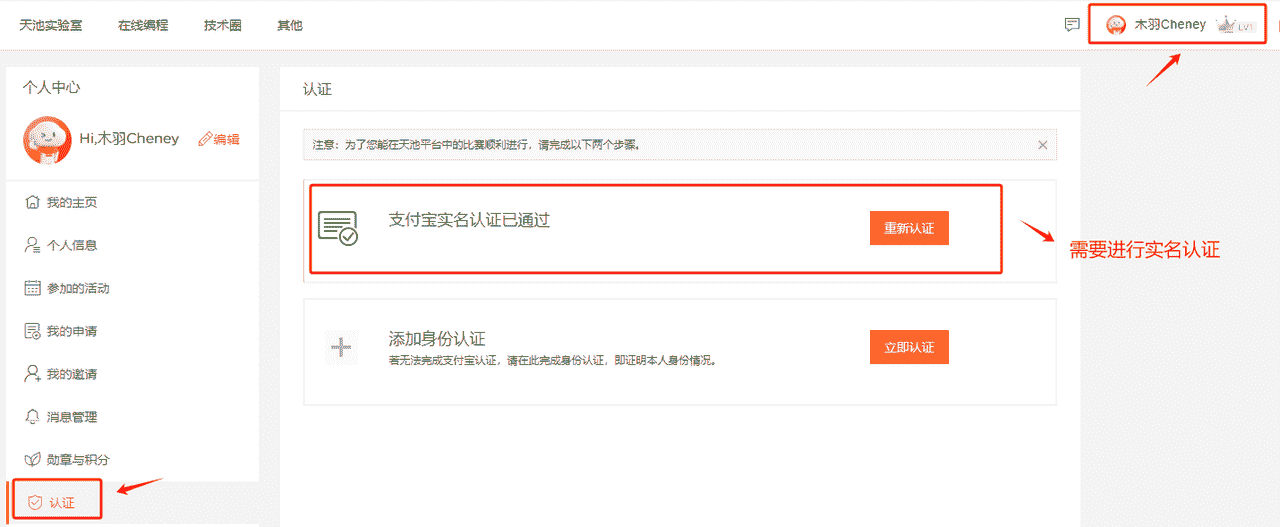 天池实验室 在线编程 技术圈 其他 木羽Cheney LV1
个人中心
Hi,木羽Cheney 编辑
我的主页
个人信息
参加的活动
我的申请
我的邀请
消息管理
勋章与积分
认证
认证
注意：为了您能在天池平台中的比赛顺利进行，请完成以下两个步骤。
支付宝实名认证已通过 重新认证
需要进行实名认证
添加身份认证
若无法完成支付宝认证，请在此完成身份认证，即证明本人身份情况。
立即认证